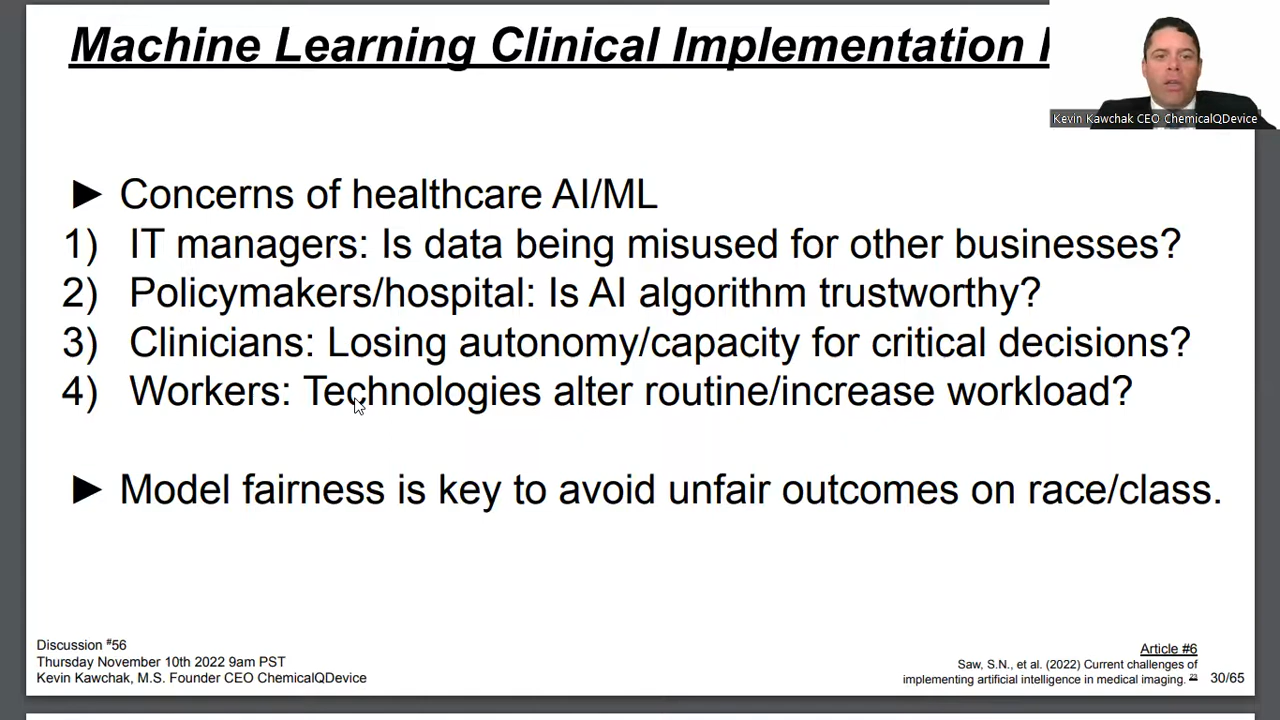 Machine Learning Clinical Implementation
Kevin Kawchak CEO ChemicalQDevice
► Concerns of healthcare AI/ML
1) IT managers: Is data being misused for other businesses?
2) Policymakers/hospital: Is AI algorithm trustworthy?
3) Clinicians: Losing autonomy/capacity for critical decisions?
4) Workers: Technologies alter routine/increase workload?
► Model fairness is key to avoid unfair outcomes on race/class.
Discussion #56
Thursday November 10th 2022 9am PST
Kevin Kawchak, M.S. Founder CEO ChemicalQDevice
Article #6
Saw, S.N., et al. (2022) Current challenges of
implementing artificial intelligence in medical imaging. 23
30/65